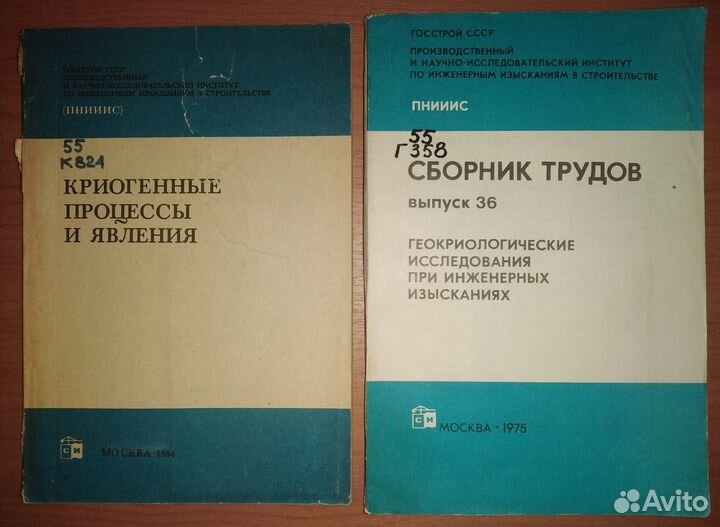 ГОССТРОЙ СССР
ПРОИЗВОДСТВЕННЫЙ
И НАУЧНО-ИССЛЕДОВАТЕЛЬСКИЙ ИНСТИТУТ
ПО ИНЖЕНЕРНЫМ ИЗЫСКАНИЯМ В СТРОИТЕЛЬСТВЕ
(ПНИИИС)
55
К821
КРИОГЕННЫЕ
ПРОЦЕССЫ
И ЯВЛЕНИЯ
СИ
МОСКВА 1984
ГОССТРОЙ СССР
ПРОИЗВОДСТВЕННЫЙ
И НАУЧНО-ИССЛЕДОВАТЕЛЬСКИЙ ИНСТИТУТ
ПО ИНЖЕНЕРНЫМ ИЗЫСКАНИЯМ В СТРОИТЕЛЬСТВЕ
ПНИИИС
55
Г358
СБОРНИК ТРУДОВ
выпуск 36
ГЕОКРИОЛОГИЧЕСКИЕ
ИССЛЕДОВАНИЯ
ПРИ ИНЖЕНЕРНЫХ
ИЗЫСКАНИЯХ
СИ
МОСКВА · 1975
Avito